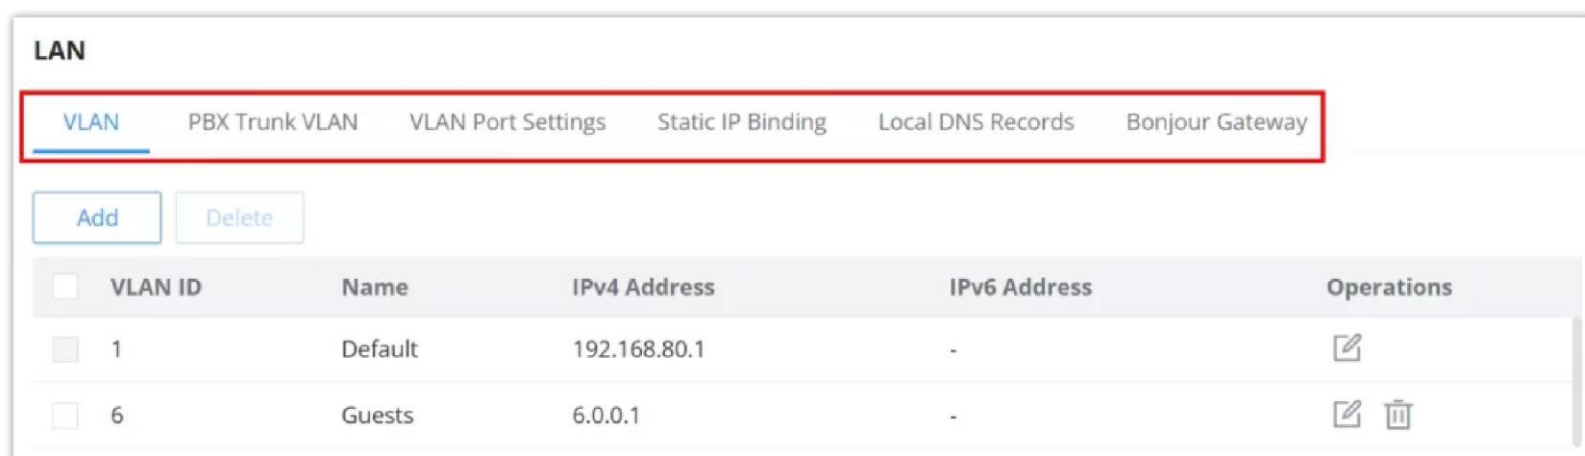 LAN
VLAN PBX Trunk VLAN VLAN Port Settings Static IP Binding Local DNS Records Bonjour Gateway
Add Delete
VLAN ID Name IPv4 Address IPv6 Address Operations
1 Default 192.168.80.1 -
6 Guests 6.0.0.1 -